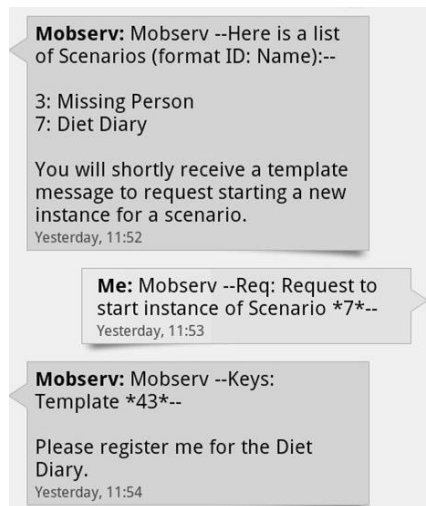 Mobserv: Mobserv --Here is a list
of Scenarios (format ID: Name):--
3: Missing Person
7: Diet Diary
You will shortly receive a template
message to request starting a new
instance for a scenario.
Yesterday, 11:52
Me: Mobserv --Req: Request to
start instance of Scenario *7*--
Yesterday, 11:53
Mobserv: Mobserv --Keys:
Template *43*--
Please register me for the Diet
Diary.
Yesterday, 11:54